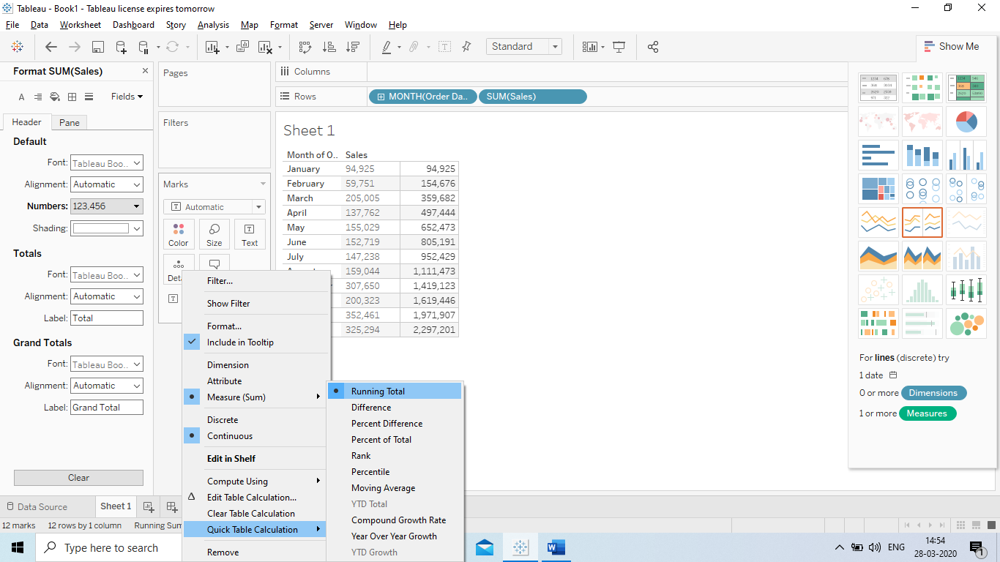 Tableau - Book1 - Tableau license expires tomorrow
File Data Worksheet Dashboard Story Analysis Map Format Server Window Help
Standard
Show Me
Format SUM(Sales)
Fields
Header Pane
Default
Font: Tableau Boo..
Alignment: Automatic
Numbers: 123,456
Shading:
Totals
Font: Tableau Boo..
Alignment: Automatic
Label: Total
Grand Totals
Font: Tableau Boo..
Alignment: Automatic
Label: Grand Total
Clear
Pages
Filters
Marks
Automatic
Color Size Text
Columns
Rows MONTH(Order Da.. SUM(Sales)
Sheet 1
Month of O.. Sales
January 94,925 94,925
February 59,751 154,676
March 205,005 359,682
April 137,762 497,444
May 155,029 652,473
June 152,719 805,191
July 147,238 952,429
159,044 1,111,473
307,650 1,419,123
200,323 1,619,446
352,461 1,971,907
325,294 2,297,201
Filter...
Show Filter
Format...
Include in Tooltip
Dimension
Attribute
Measure (Sum)
Discrete
Continuous
Edit in Shelf
Compute Using
Edit Table Calculation...
Clear Table Calculation
Quick Table Calculation
Remove
Running Total
Difference
Percent Difference
Percent of Total
Rank
Percentile
Moving Average
YTD Total
Compound Growth Rate
Year Over Year Growth
YTD Growth
For lines (discrete) try
1 date
0 or more Dimensions
1 or more Measures
Data Source Sheet 1
12 marks 12 rows by 1 column Running Sum
Type here to search
ENG
14:54
28-03-2020
1